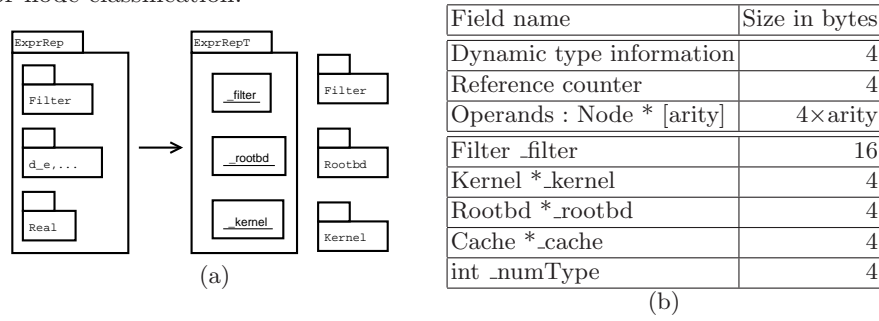 or node classification.
ExprRep
Filter
d_e,...
Real
ExprRepT
_filter
_rootbd
_kernel
Filter
Rootbd
Kernel
(a)
Field name Size in bytes
Dynamic type information 4
Reference counter 4
Operands : Node * [arity] 4×arity
Filter _filter 16
Kernel *_kernel 4
Rootbd *_rootbd 4
Cache *_cache 4
int _numType 4
(b)